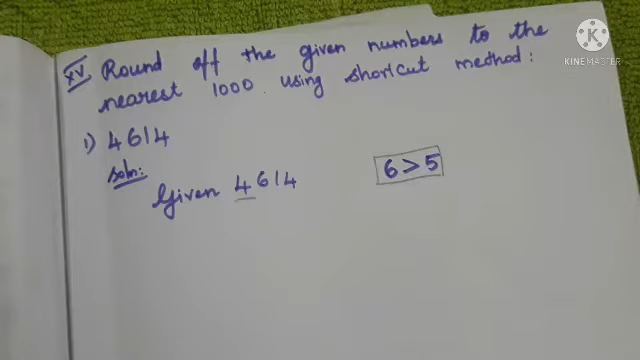 XV Round off the given numbers to the
nearest 1000 using shortcut method:
1) 4614
Soln:
Given 4614
6 > 5
K
KINEMASTER